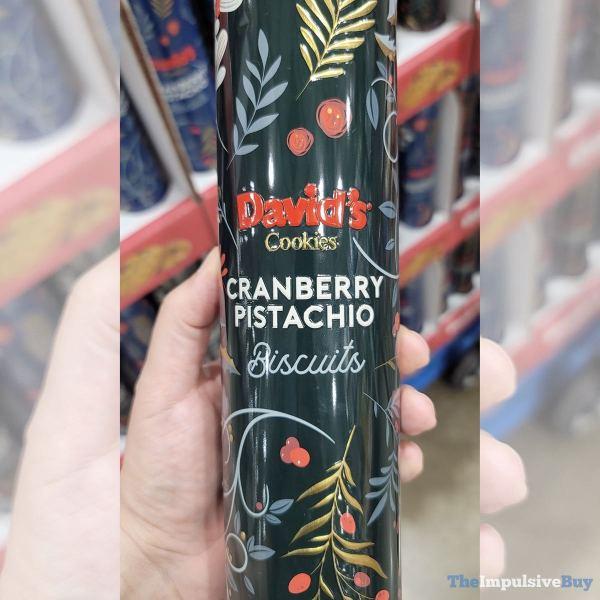 David's
Cookies
CRANBERRY
PISTACHIO
Biscuits
TheImpulsiveBuy